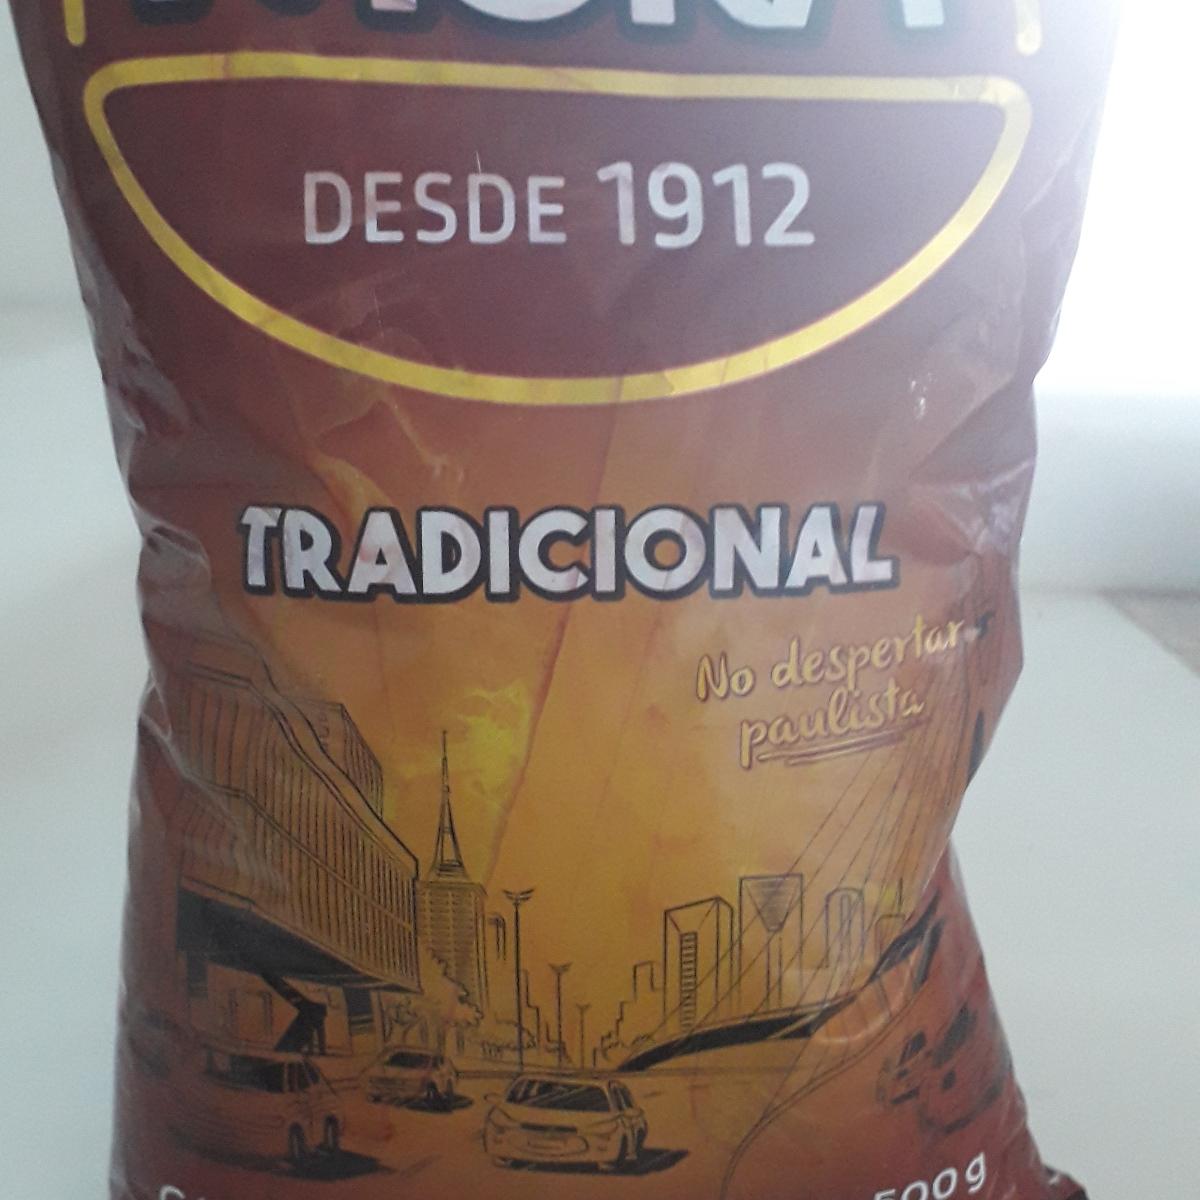 DESDE 1912
TRADICIONAL
No despertar
paulista
500g